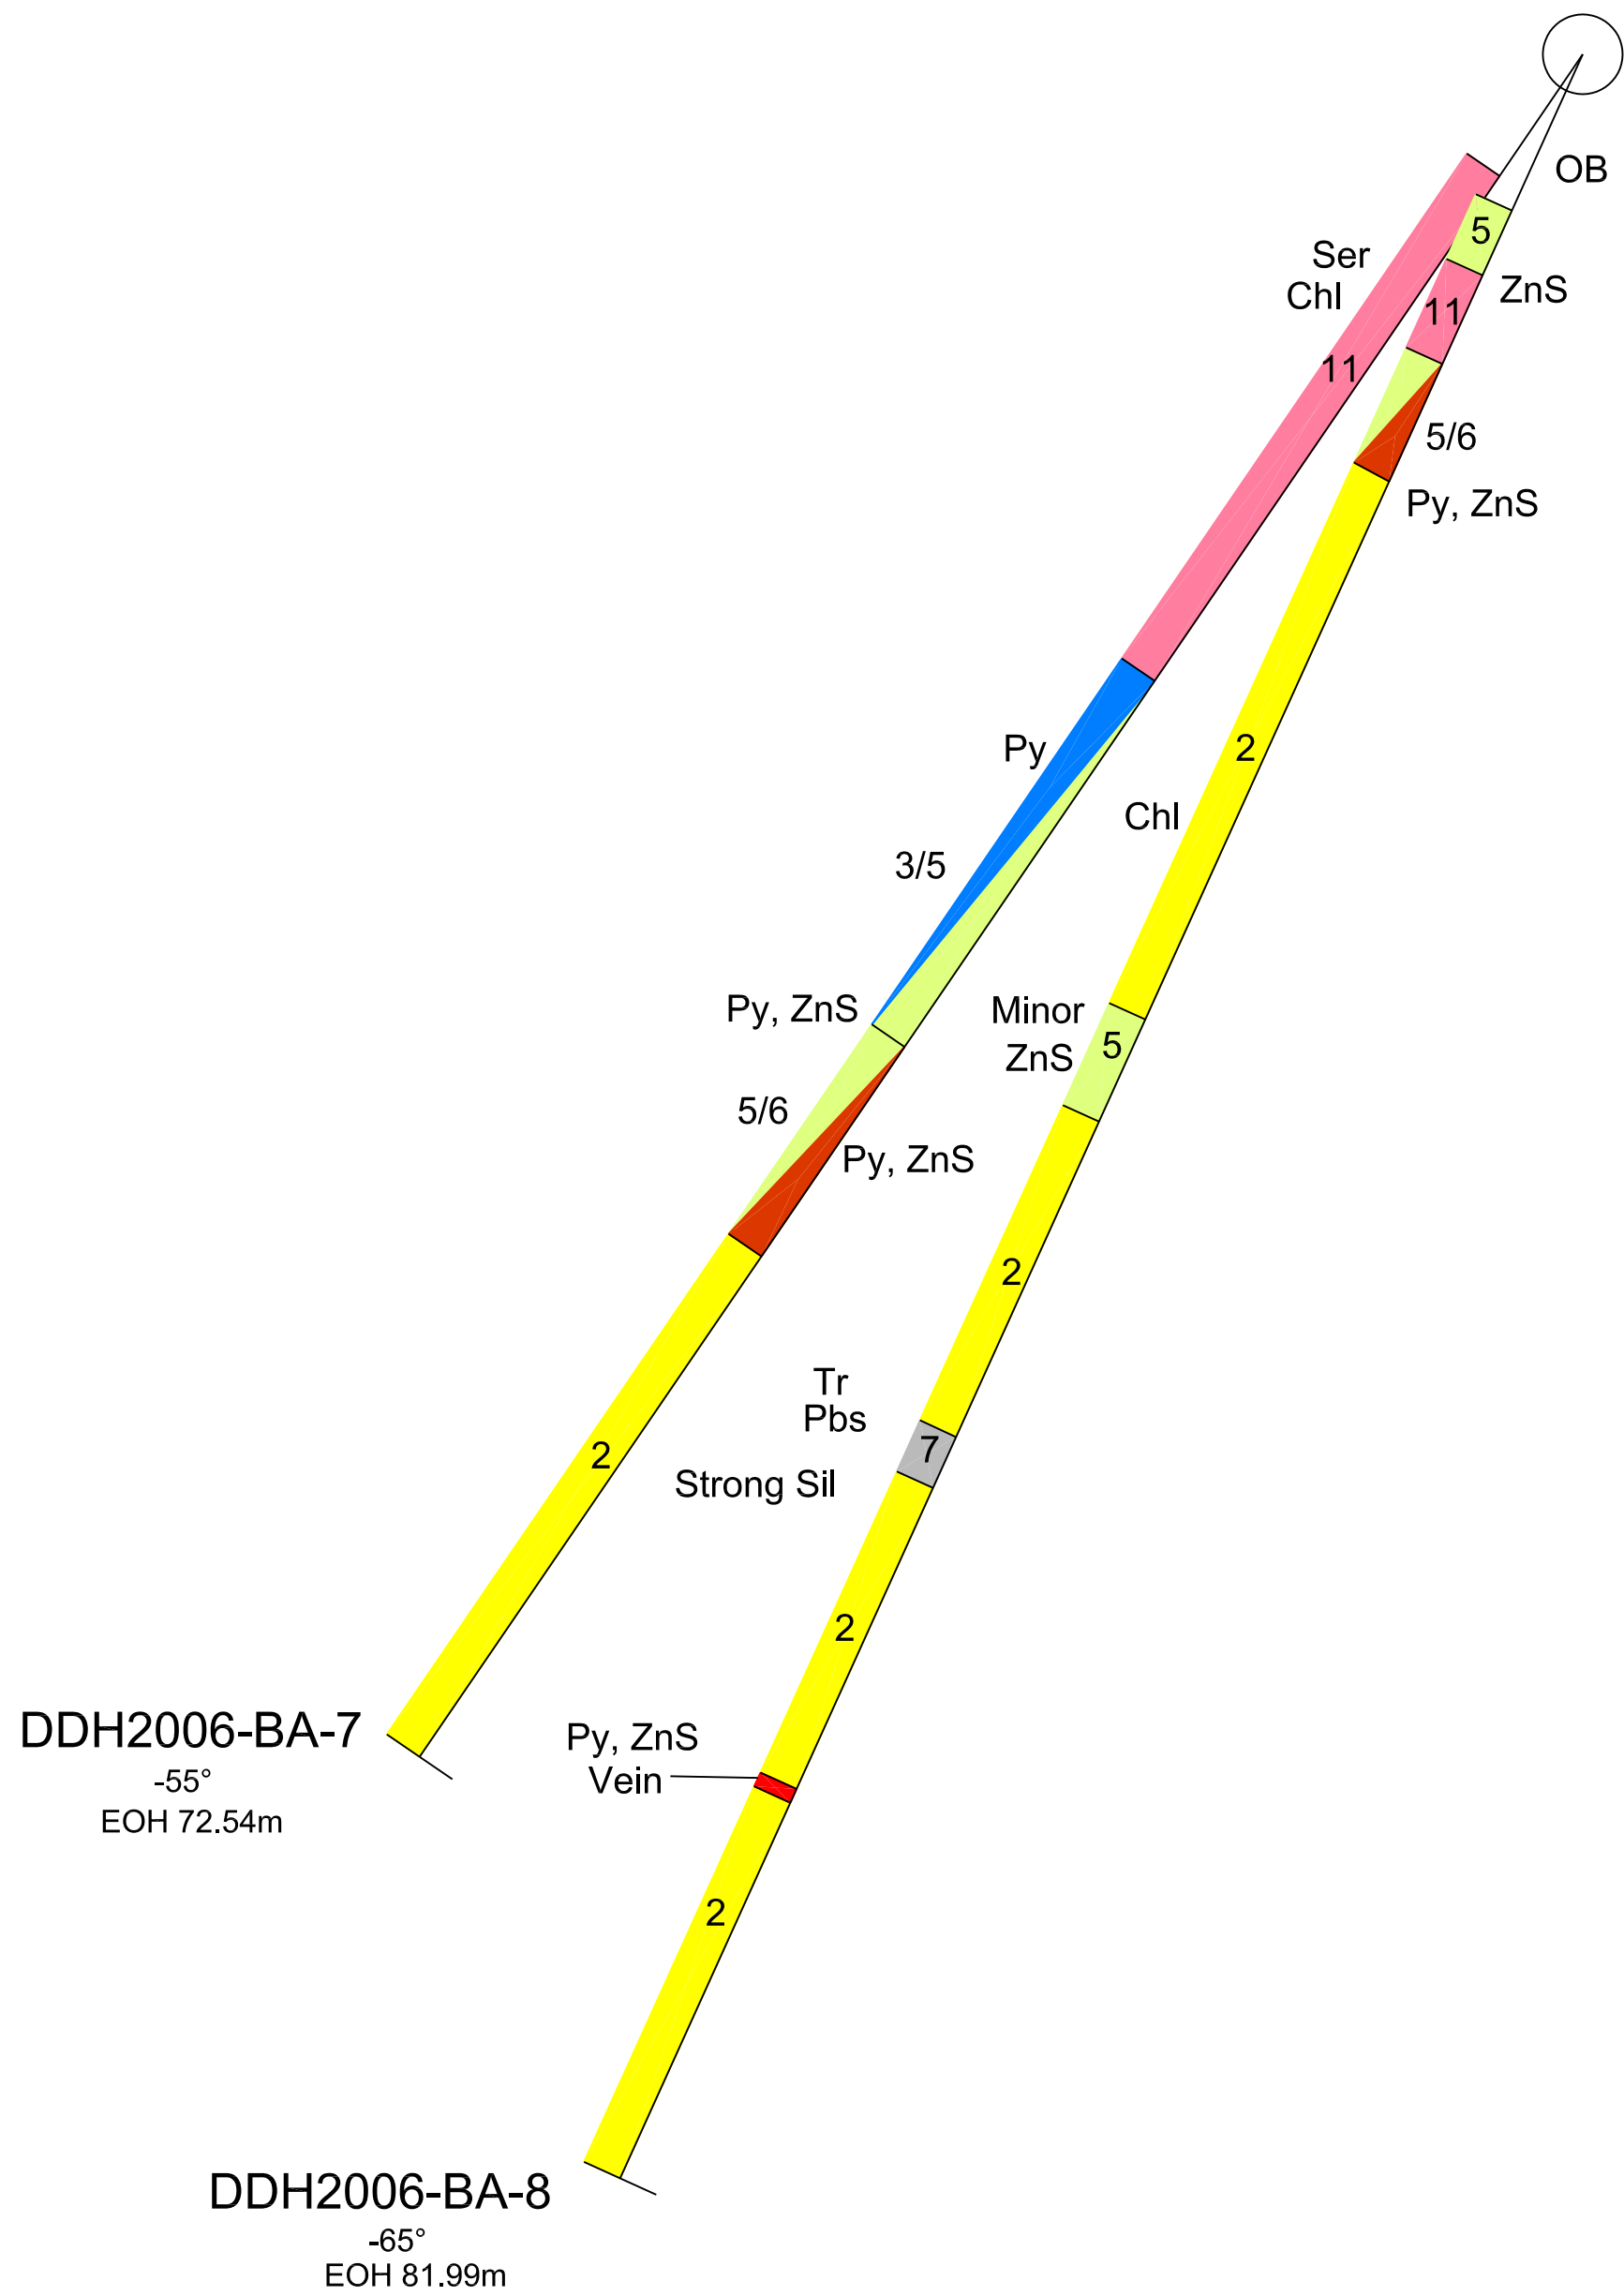 OB
5
Ser
Chl
ZnS
11
11
5/6
Py, ZnS
Py
2
Chl
3/5
Py, ZnS
Minor
ZnS
5
5/6
Py, ZnS
2
Tr
Pbs
7
2
Strong Sil
2
DDH2006-BA-7
-55°
EOH 72.54m
Py, ZnS
Vein
2
DDH2006-BA-8
-65°
EOH 81.99m